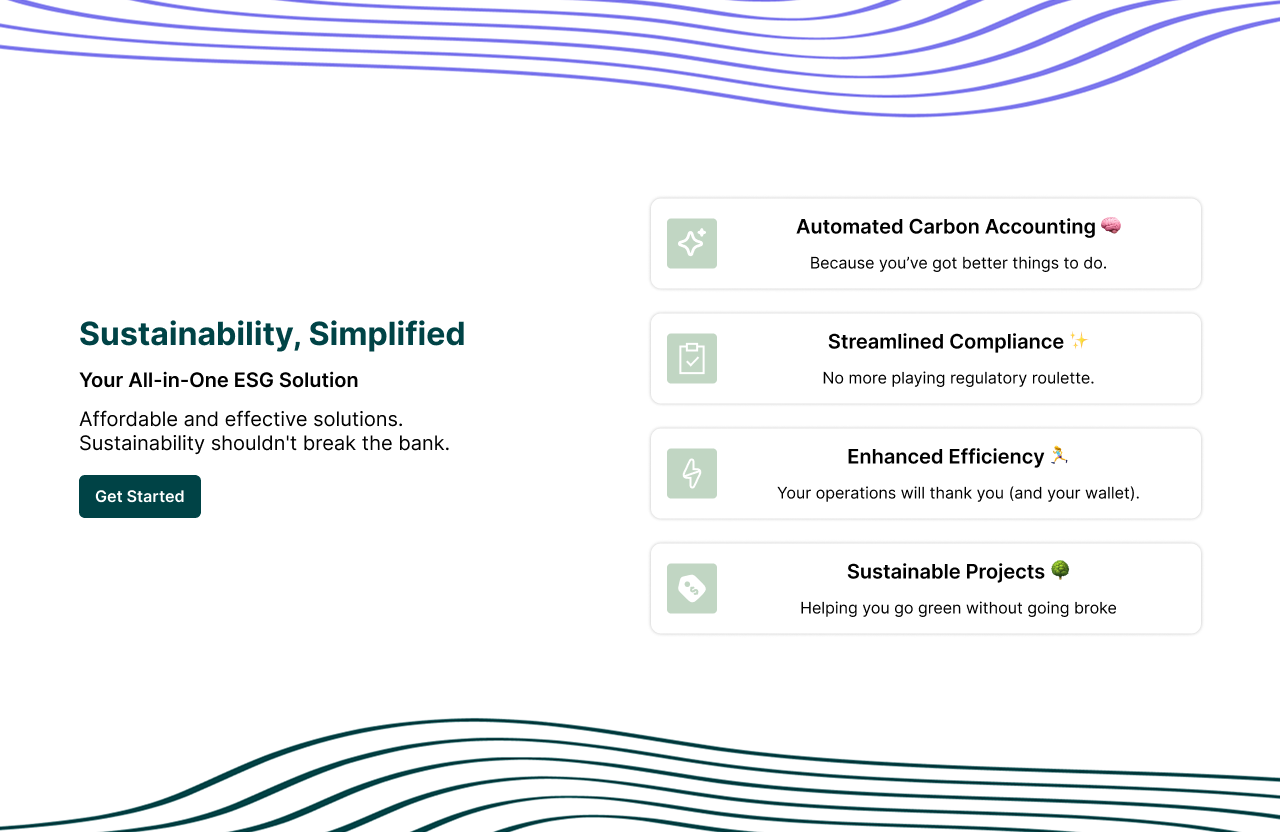 Sustainability, Simplified
Your All-in-One ESG Solution
Affordable and effective solutions.
Sustainability shouldn't break the bank.
Get Started
Automated Carbon Accounting 🧠
Because you’ve got better things to do.
Streamlined Compliance ✨
No more playing regulatory roulette.
Enhanced Efficiency 🏃‍♂️
Your operations will thank you (and your wallet).
Sustainable Projects 🌳
Helping you go green without going broke